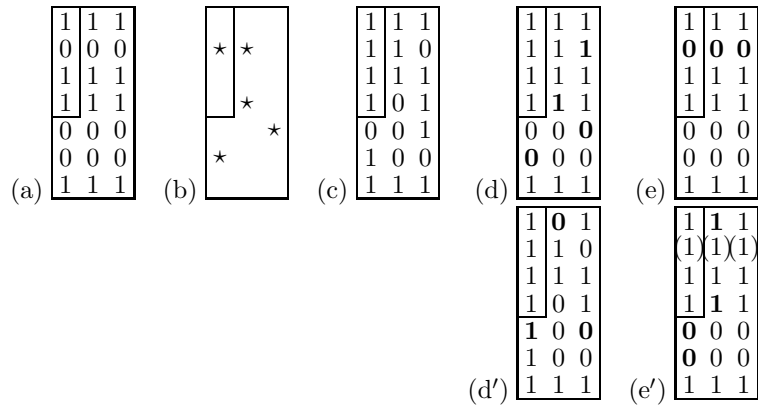 1 1 1 1 1 1 1 1 1 1 1 1
0 0 0 ⋆ ⋆ 1 1 0 1 1 1 0 0 0
1 1 1 1 1 1 1 1 1 1 1 1
1 1 1 ⋆ 1 0 1 1 1 1 1 1 1
0 0 0 ⋆ 0 0 1 0 0 0 0 0 0
0 0 0 ⋆ 1 0 0 0 0 0 0 0 0
(a) 1 1 1 (b) (c) 1 1 1 (d) 1 1 1 (e) 1 1 1
1 0 1 1 1 1
1 1 0 (1)(1)(1)
1 1 1 1 1 1
1 0 1 1 1 1
1 0 0 0 0 0
1 0 0 0 0 0
(d′) 1 1 1 (e′) 1 1 1